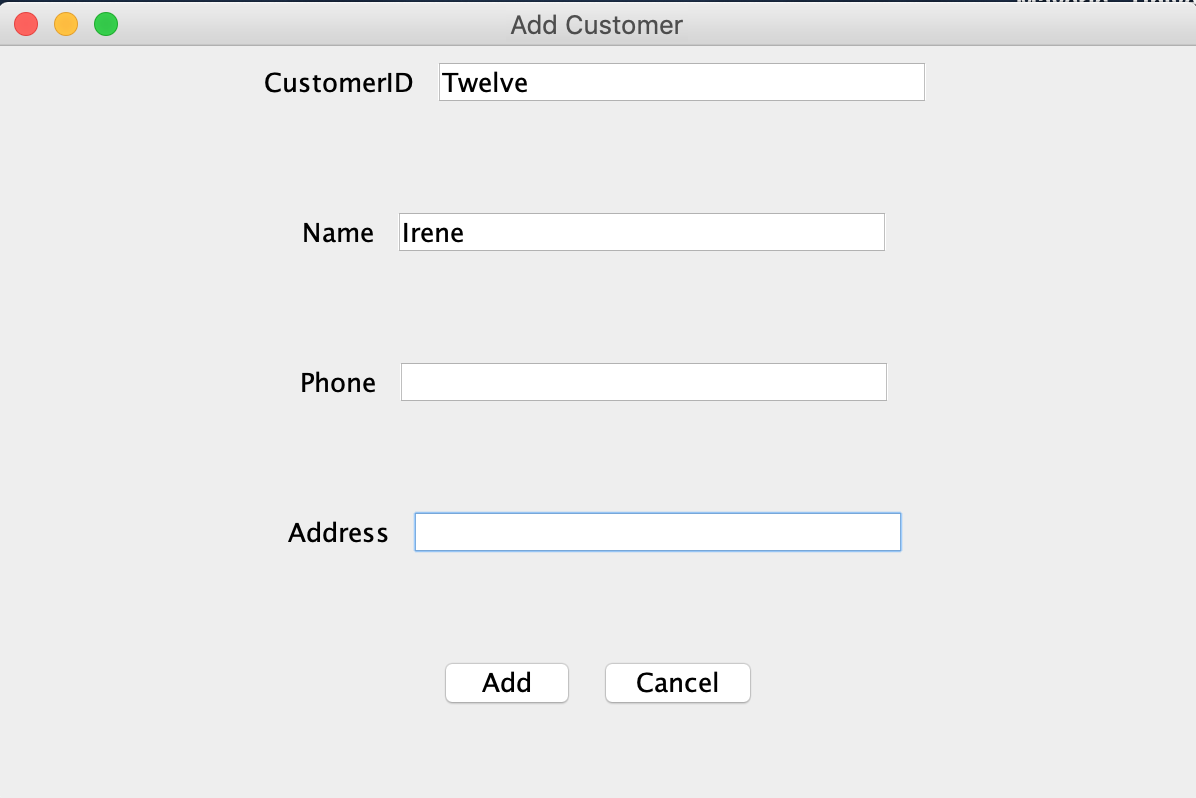 Add Customer
CustomerID Twelve
Name Irene
Phone
Address
Add Cancel